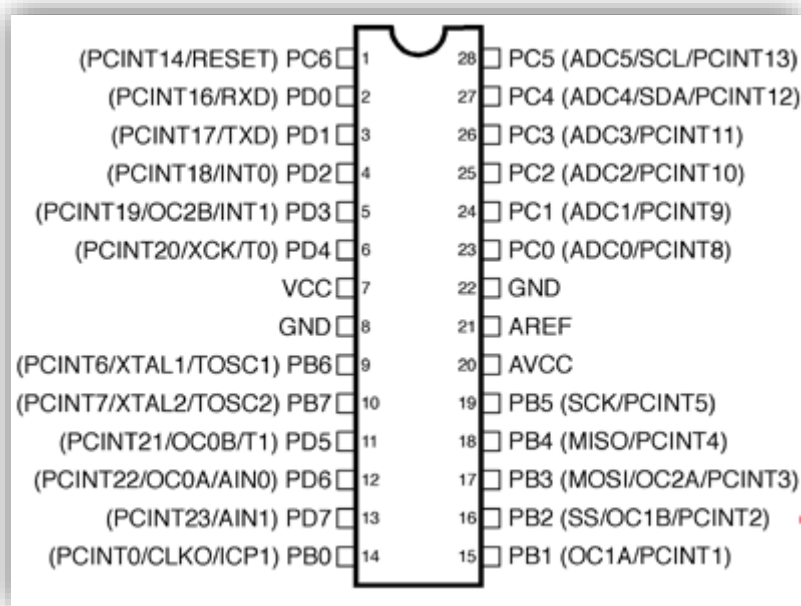 (PCINT14/RESET) PC6 1 28 PC5 (ADC5/SCL/PCINT13)
(PCINT16/RXD) PD0 2 27 PC4 (ADC4/SDA/PCINT12)
(PCINT17/TXD) PD1 3 26 PC3 (ADC3/PCINT11)
(PCINT18/INT0) PD2 4 25 PC2 (ADC2/PCINT10)
(PCINT19/OC2B/INT1) PD3 5 24 PC1 (ADC1/PCINT9)
(PCINT20/XCK/T0) PD4 6 23 PC0 (ADC0/PCINT8)
VCC 7 22 GND
GND 8 21 AREF
(PCINT6/XTAL1/TOSC1) PB6 9 20 AVCC
(PCINT7/XTAL2/TOSC2) PB7 10 19 PB5 (SCK/PCINT5)
(PCINT21/OC0B/T1) PD5 11 18 PB4 (MISO/PCINT4)
(PCINT22/OC0A/AIN0) PD6 12 17 PB3 (MOSI/OC2A/PCINT3)
(PCINT23/AIN1) PD7 13 16 PB2 (SS/OC1B/PCINT2)
(PCINT0/CLKO/ICP1) PB0 14 15 PB1 (OC1A/PCINT1)